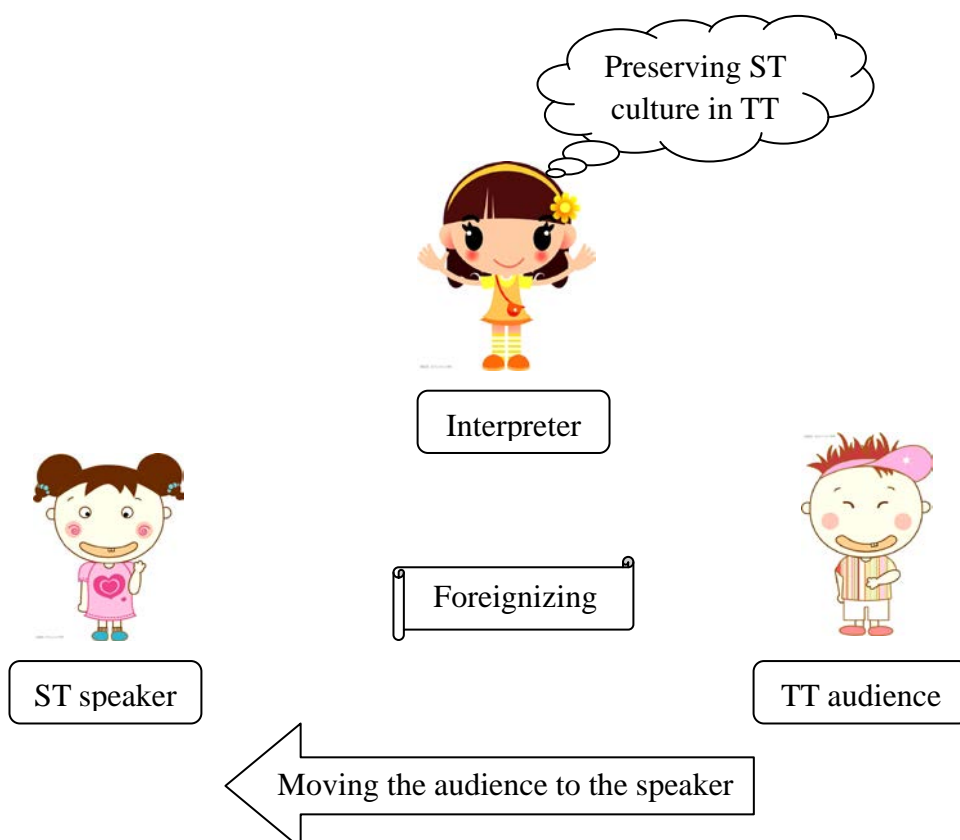 Preserving ST
culture in TT
Interpreter
Foreignizing
ST speaker
TT audience
Moving the audience to the speaker